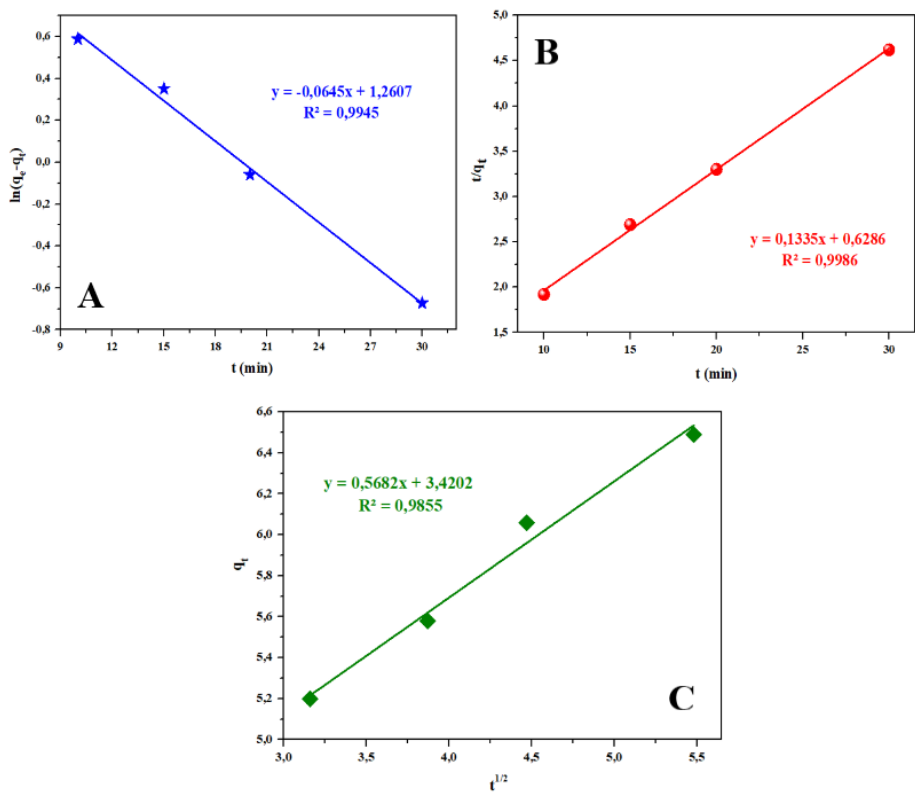 0,6
0,4
0,2
0,0
-0,2
-0,4
-0,6
-0,8
ln(qₑ-qₜ)
y = -0,0645x + 1,2607
R² = 0,9945
A
9 12 15 18 21 24 27 30
t (min)
5,0
4,5
4,0
3,5
3,0
2,5
2,0
1,5
t/qₜ
B
y = 0,1335x + 0,6286
R² = 0,9986
10 15 20 25 30
t (min)
6,6
6,4
6,2
6,0
5,8
5,6
5,4
5,2
5,0
qₜ
y = 0,5682x + 3,4202
R² = 0,9855
C
3,0 3,5 4,0 4,5 5,0 5,5
t^1/2